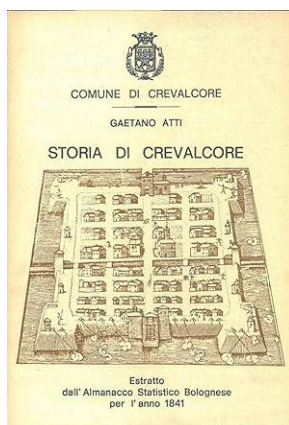 COMUNE DI CREVALCORE
GAETANO ATTI
STORIA DI CREVALCORE
Estratto
dall'Almanacco Statistico Bolognese
per l'anno 1841